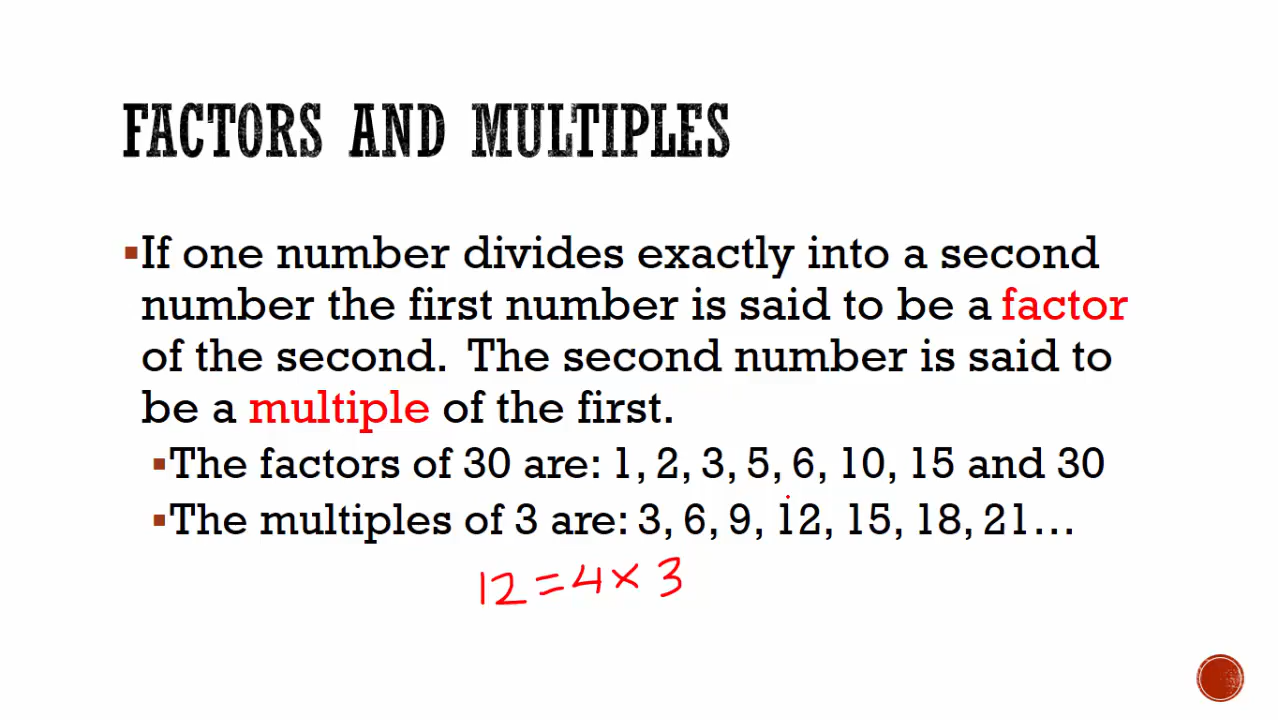 FACTORS AND MULTIPLES
▪If one number divides exactly into a second
number the first number is said to be a factor
of the second. The second number is said to
be a multiple of the first.
▪The factors of 30 are: 1, 2, 3, 5, 6, 10, 15 and 30
▪The multiples of 3 are: 3, 6, 9, 12, 15, 18, 21...
12 = 4 × 3